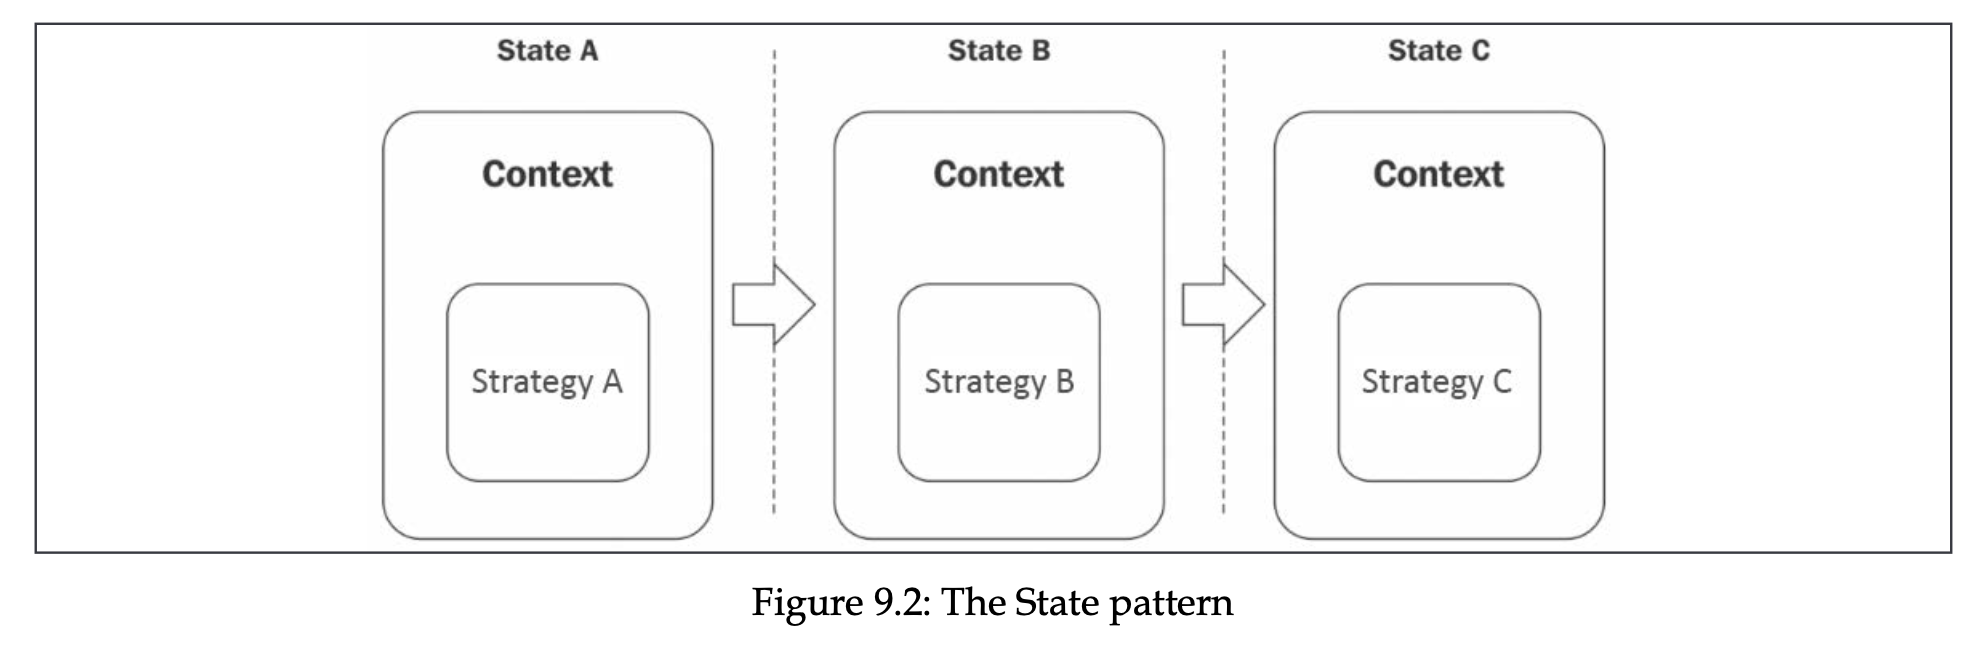 State A State B State C
Context Context Context
Strategy A Strategy B Strategy C
Figure 9.2: The State pattern